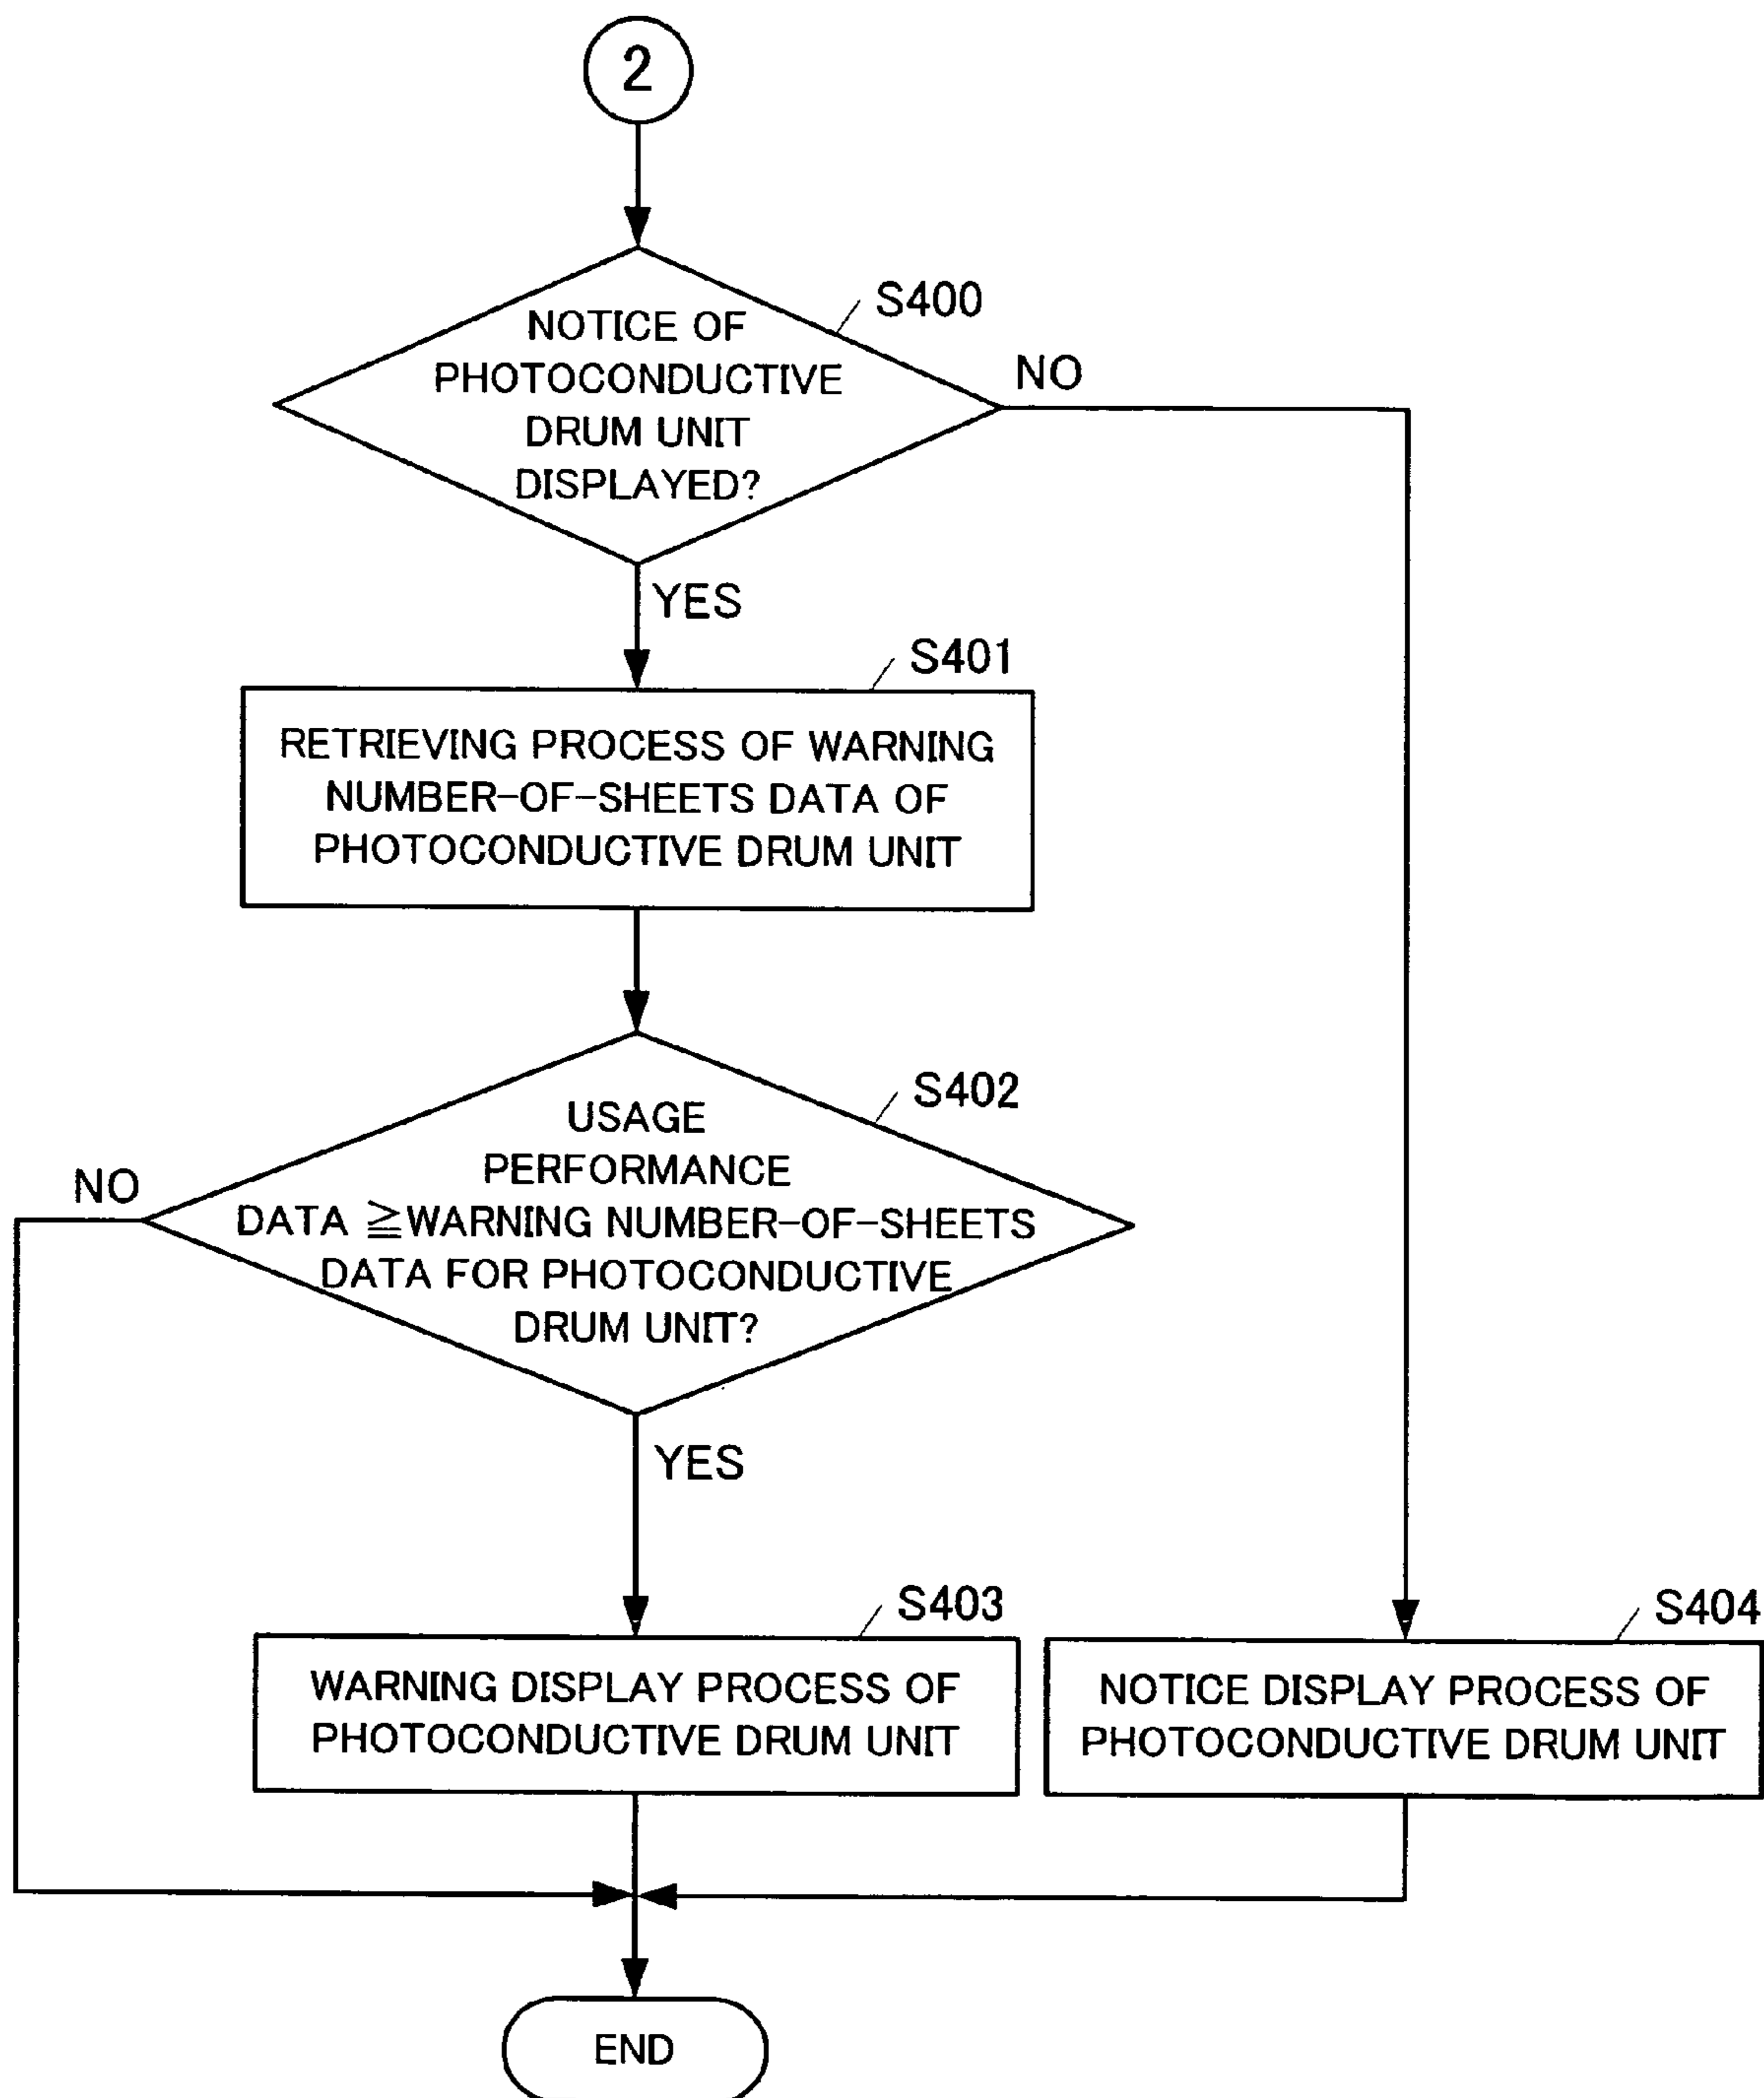 2
S400
NOTICE OF
PHOTOCONDUCTIVE
DRUM UNIT
DISPLAYED?
NO
YES
S401
RETRIEVING PROCESS OF WARNING
NUMBER-OF-SHEETS DATA OF
PHOTOCONDUCTIVE DRUM UNIT
S402
USAGE
PERFORMANCE
DATA ≧WARNING NUMBER-OF-SHEETS
DATA FOR PHOTOCONDUCTIVE
DRUM UNIT?
NO
YES
S403
WARNING DISPLAY PROCESS OF
PHOTOCONDUCTIVE DRUM UNIT
S404
NOTICE DISPLAY PROCESS OF
PHOTOCONDUCTIVE DRUM UNIT
END